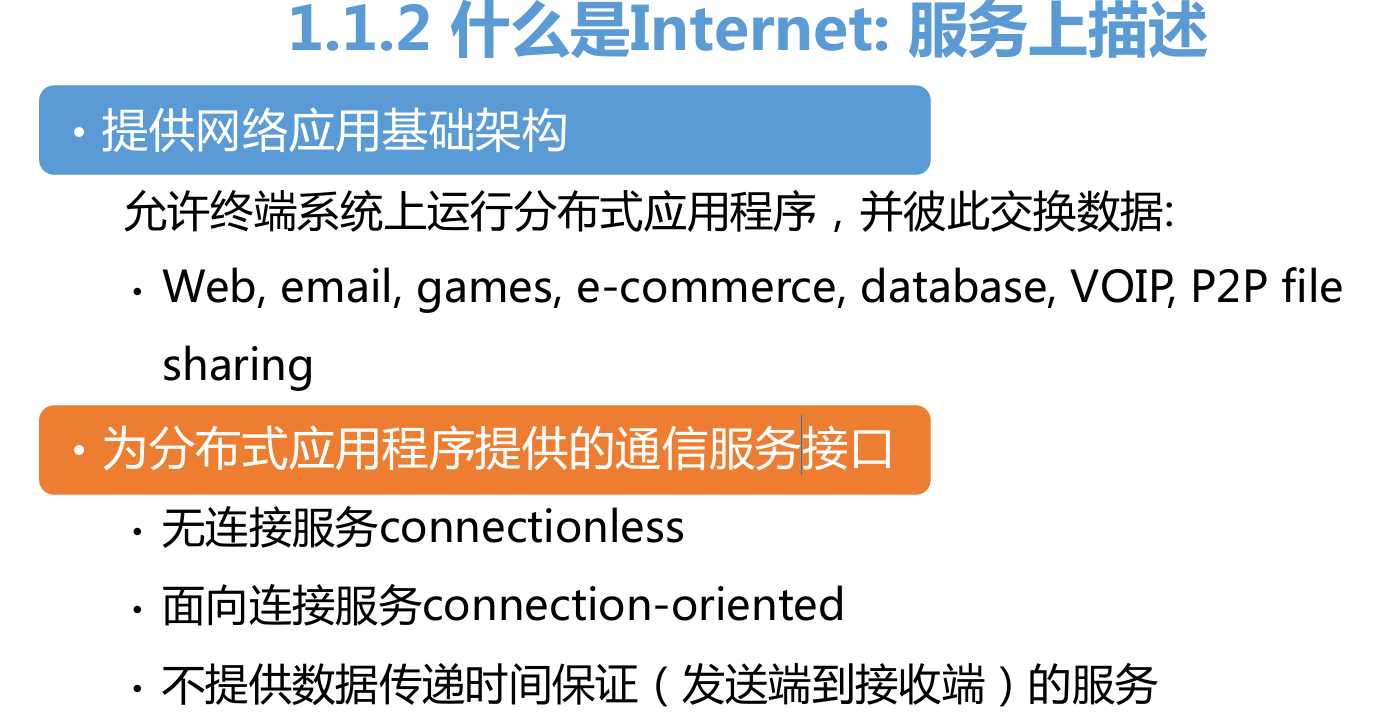 1.1.2 什么是Internet: 服务上描述
• 提供网络应用基础架构
允许终端系统上运行分布式应用程序，并彼此交换数据:
• Web, email, games, e-commerce, database, VOIP, P2P file
sharing
• 为分布式应用程序提供的通信服务接口
• 无连接服务connectionless
• 面向连接服务connection-oriented
• 不提供数据传递时间保证（发送端到接收端）的服务